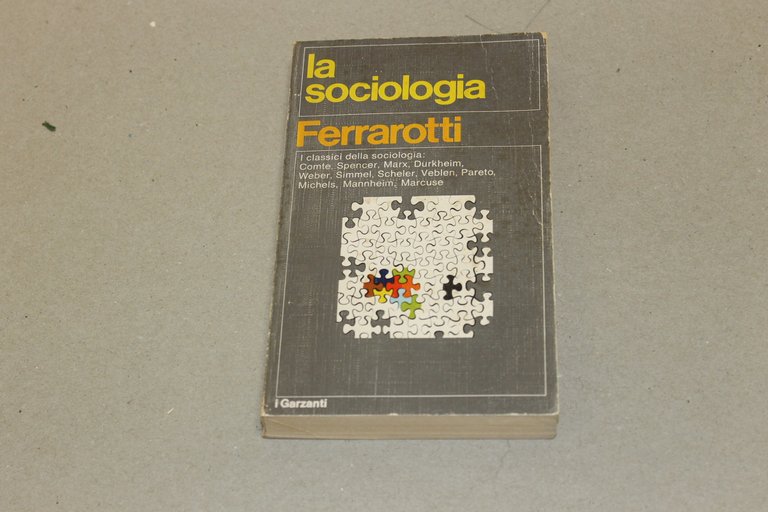 la
sociologia
Ferrarotti
I classici della sociologia:
Comte, Spencer, Marx, Durkheim,
Weber, Simmel, Scheler, Veblen, Pareto,
Michels, Mannheim, Marcuse
i Garzanti